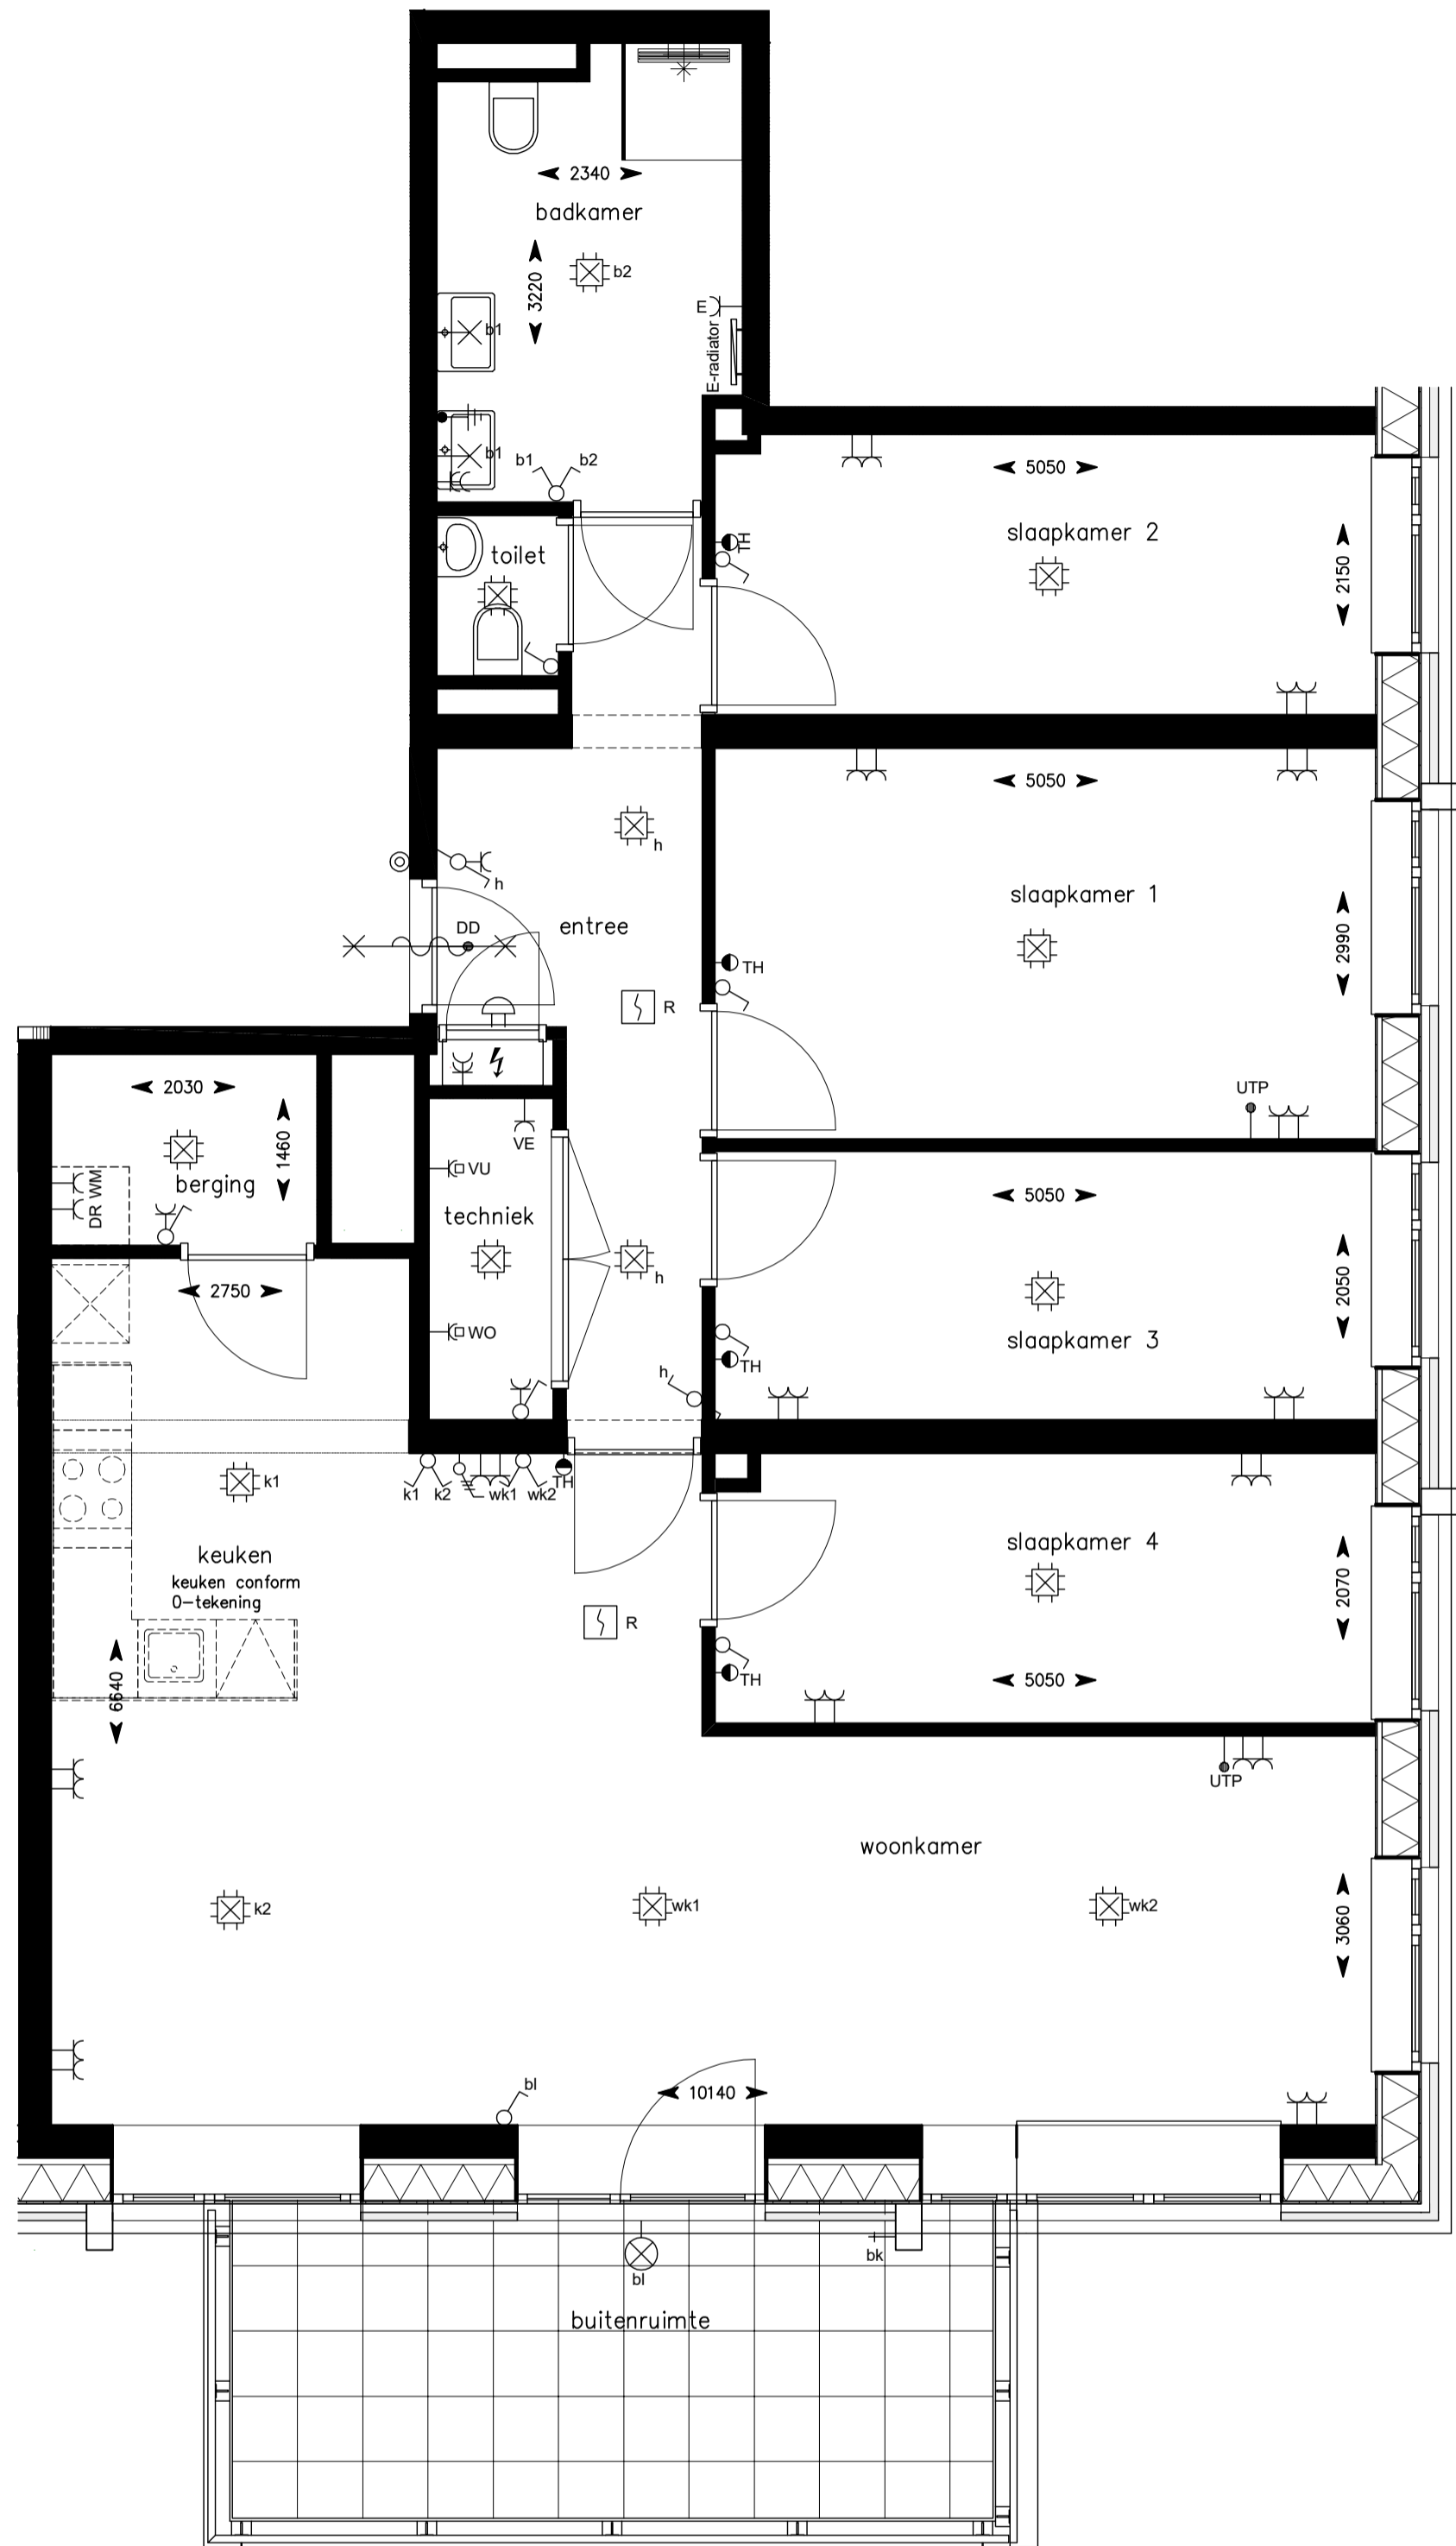 2340
badkamer
3220
b2
b1
E
E-radiator
b1
b1 b2
5050
slaapkamer 2
TH
2150
toilet
5050
h
slaapkamer 1
h
entree
DD
2990
TH
R
UTP
2030
1460
VE
VU
berging
DR WM
techniek
5050
h
2750
2050
WO
slaapkamer 3
TH
h
k1
k1 k2 wk1 wk2 TH
keuken
keuken conform
0-tekening
slaapkamer 4
2070
R
6640
TH
5050
UTP
woonkamer
k2
wk1
wk2
3060
bl
10140
bk
bl
buitenruimte